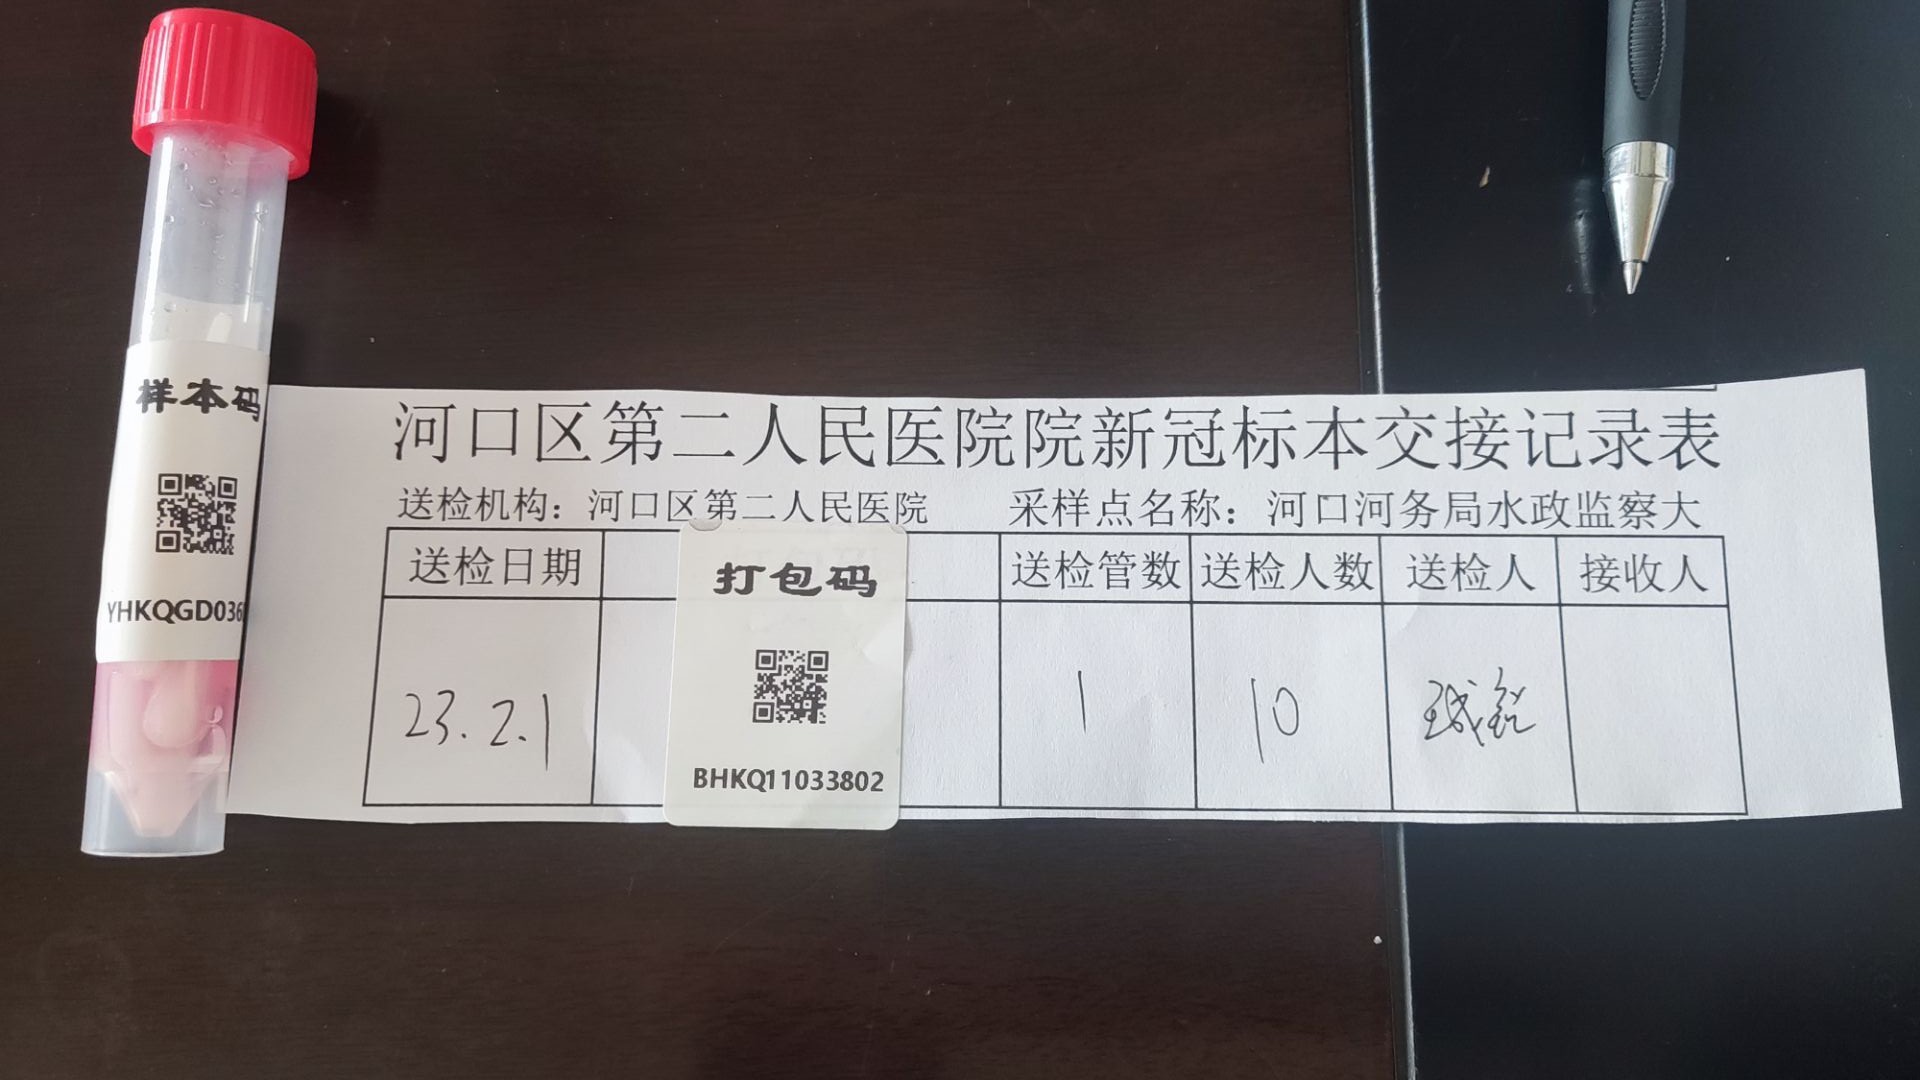 样本码
YHKQGD036
河口区第二人民医院院新冠标本交接记录表
送检机构：河口区第二人民医院 采样点名称：河口河务局水政监察大
送检日期 送检管数 送检人数 送检人 接收人
打包码
23.2.1 1 10
BHKQ11033802